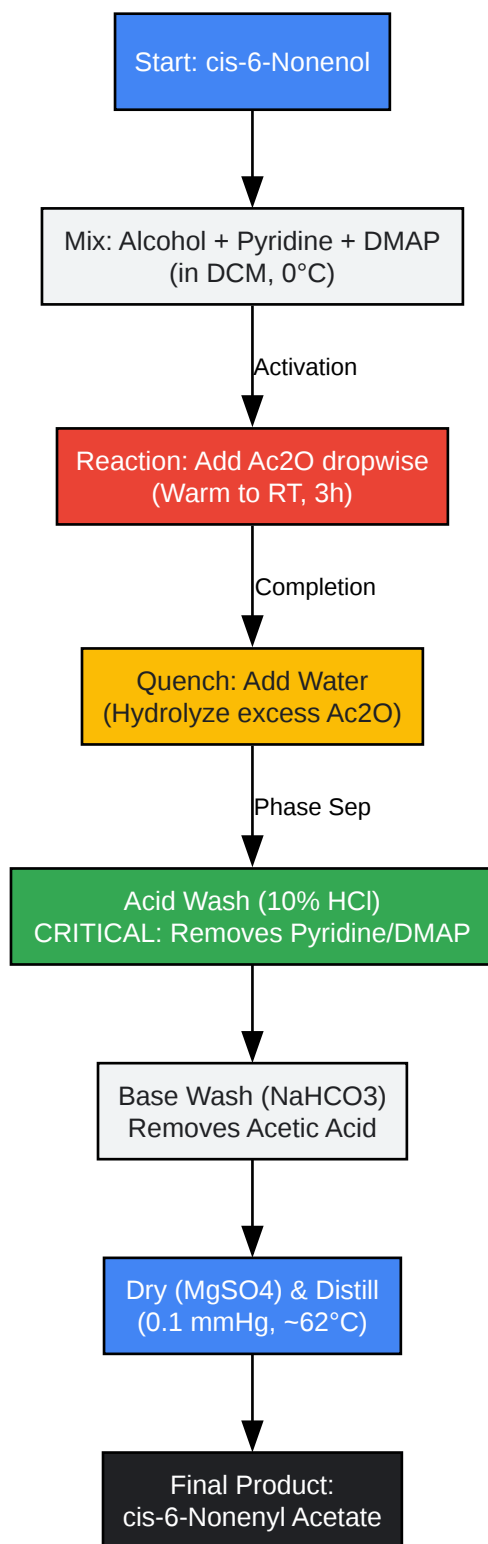 Start: cis-6-Nonenol
Mix: Alcohol + Pyridine + DMAP
(in DCM, 0°C)
Activation
Reaction: Add Ac2O dropwise
(Warm to RT, 3h)
Completion
Quench: Add Water
(Hydrolyze excess Ac2O)
Phase Sep
Acid Wash (10% HCl)
CRITICAL: Removes Pyridine/DMAP
Base Wash (NaHCO3)
Removes Acetic Acid
Dry (MgSO4) & Distill
(0.1 mmHg, ~62°C)
Final Product:
cis-6-Nonenyl Acetate